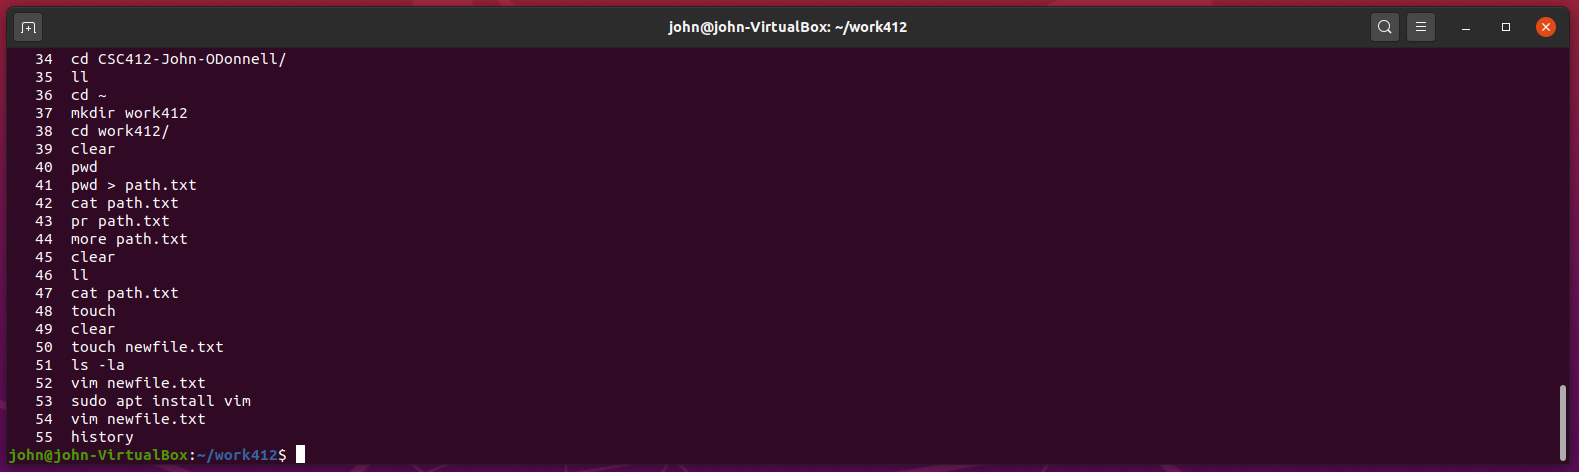 john@john-VirtualBox: ~/work412
34 cd CSC412-John-ODonnell/
35 ll
36 cd ~
37 mkdir work412
38 cd work412/
39 clear
40 pwd
41 pwd > path.txt
42 cat path.txt
43 pr path.txt
44 more path.txt
45 clear
46 ll
47 cat path.txt
48 touch
49 clear
50 touch newfile.txt
51 ls -la
52 vim newfile.txt
53 sudo apt install vim
54 vim newfile.txt
55 history
john@john-VirtualBox:~/work412$